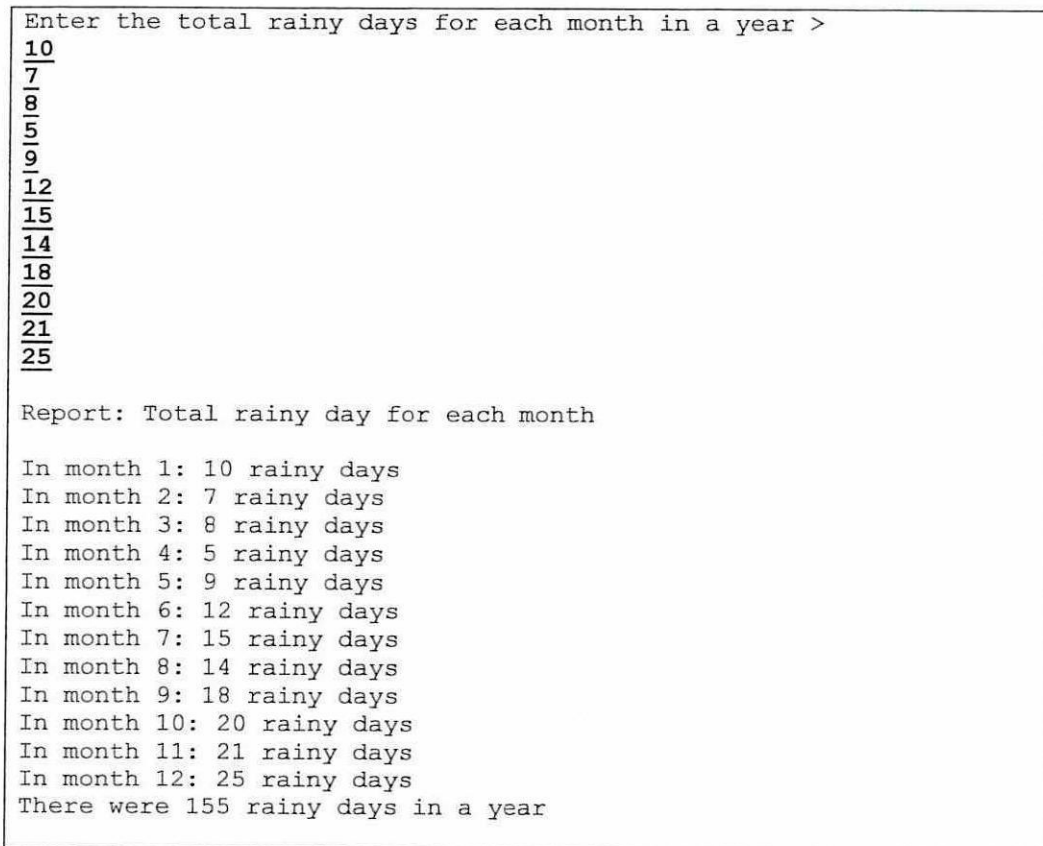 Enter the total rainy days for each month in a year >
10
7
8
5
9
12
15
14
18
20
21
25
Report: Total rainy day for each month
In month 1: 10 rainy days
In month 2: 7 rainy days
In month 3: 8 rainy days
In month 4: 5 rainy days
In month 5: 9 rainy days
In month 6: 12 rainy days
In month 7: 15 rainy days
In month 8: 14 rainy days
In month 9: 18 rainy days
In month 10: 20 rainy days
In month 11: 21 rainy days
In month 12: 25 rainy days
There were 155 rainy days in a year